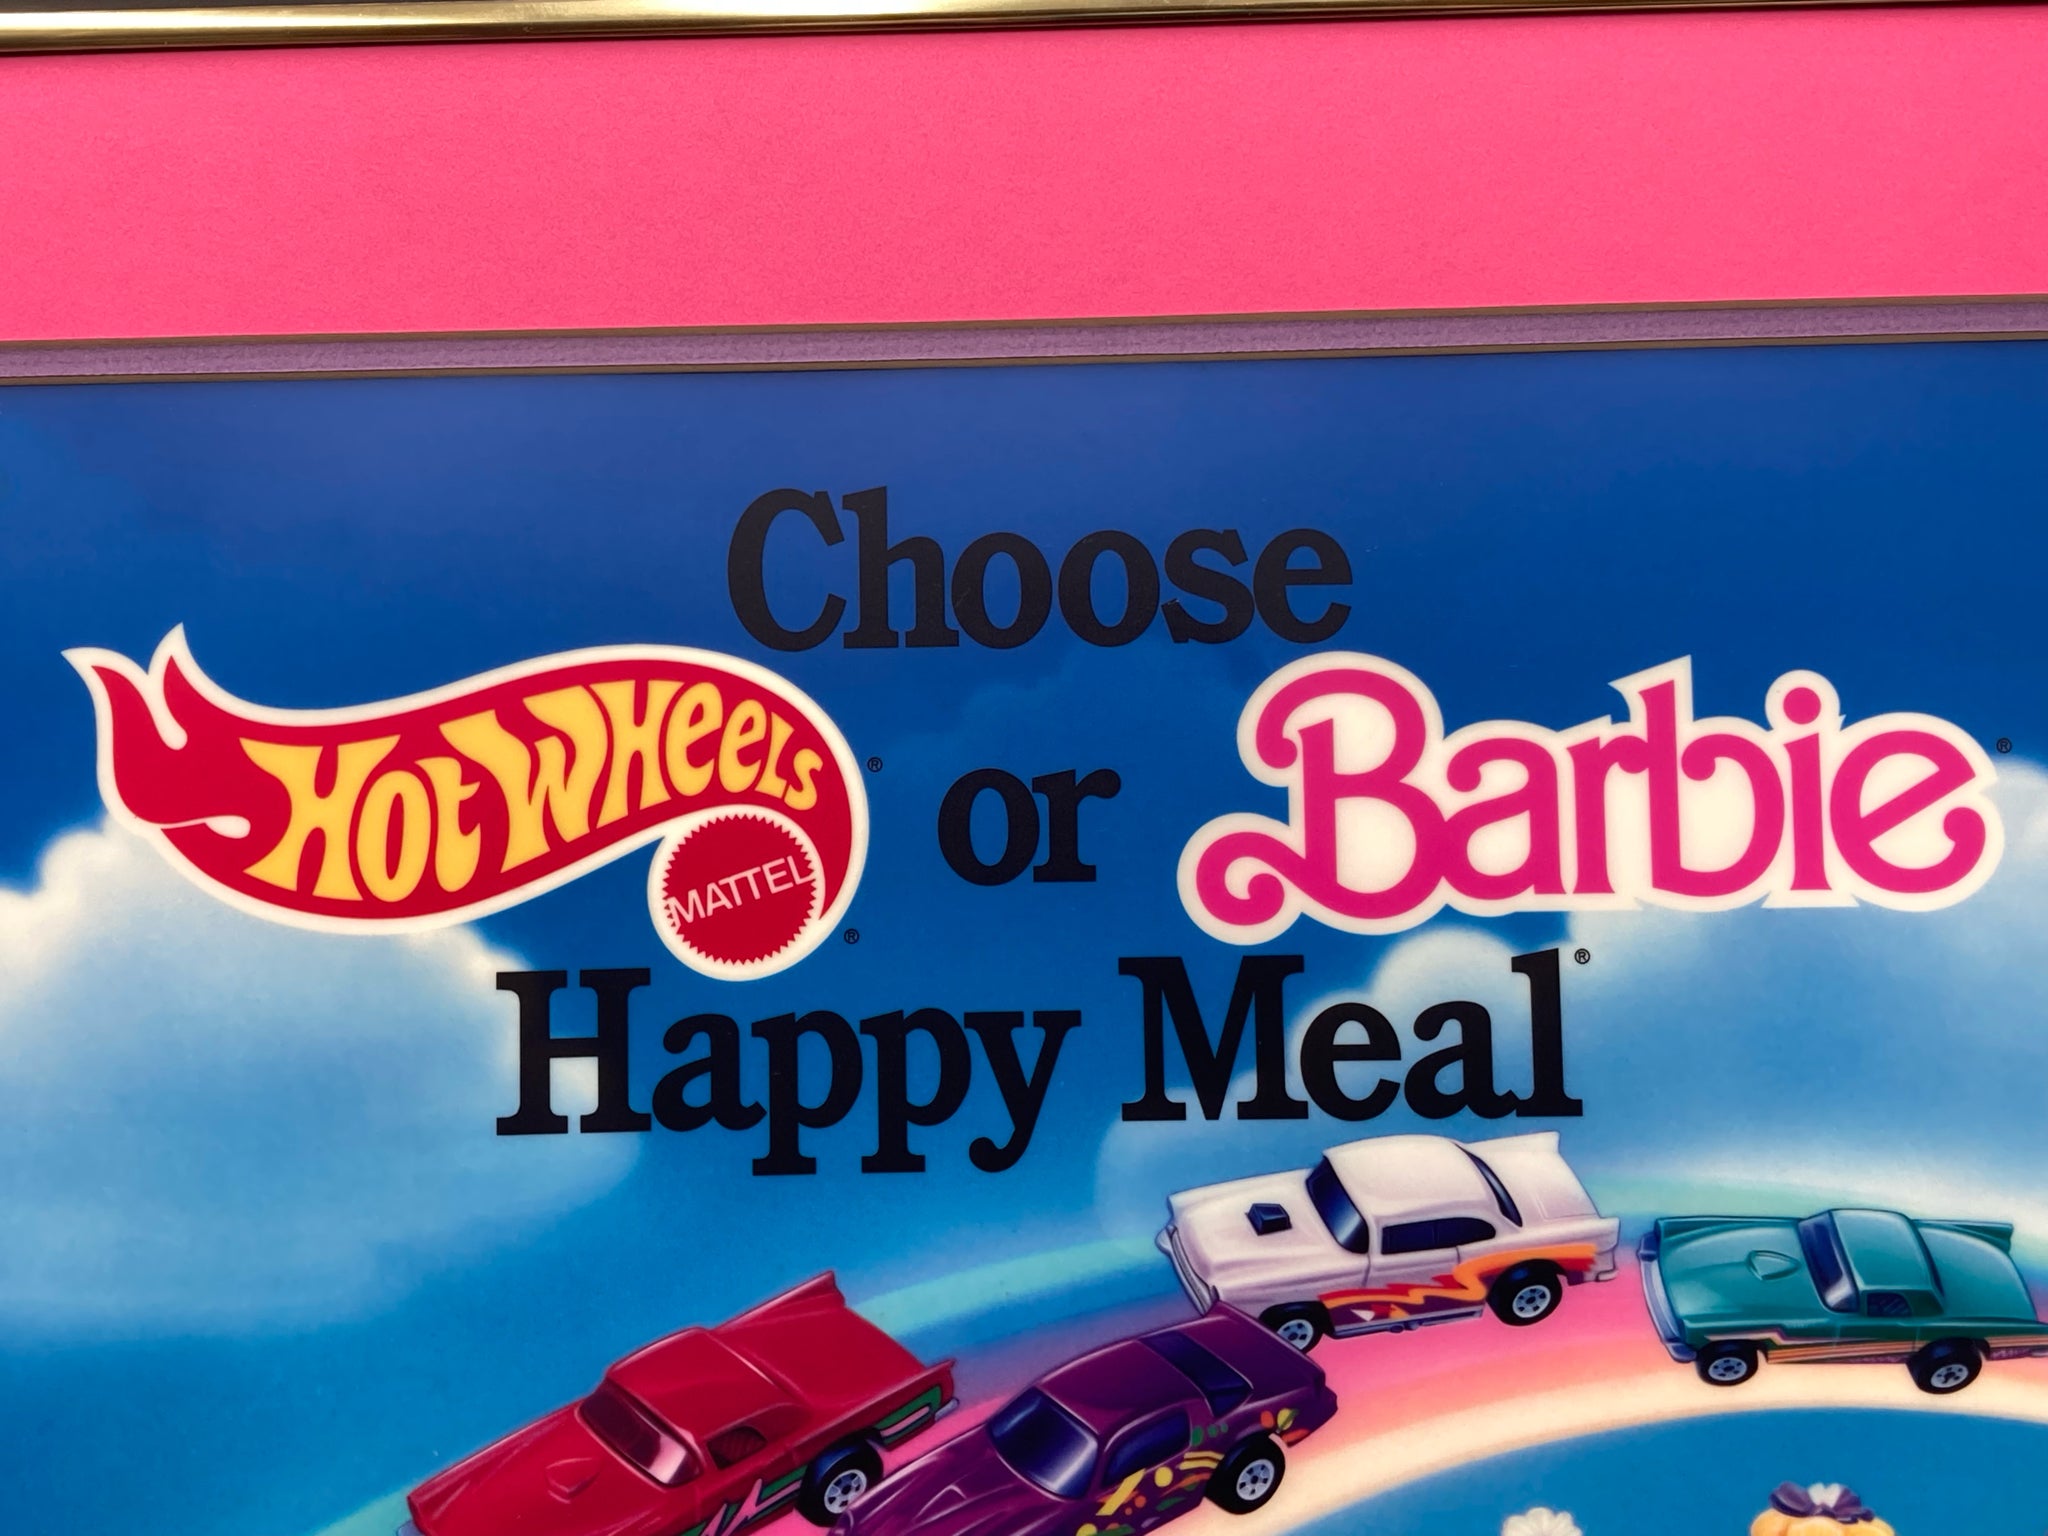 Choose
Hot Wheels® or Barbie®
MATTEL®
Happy Meal®